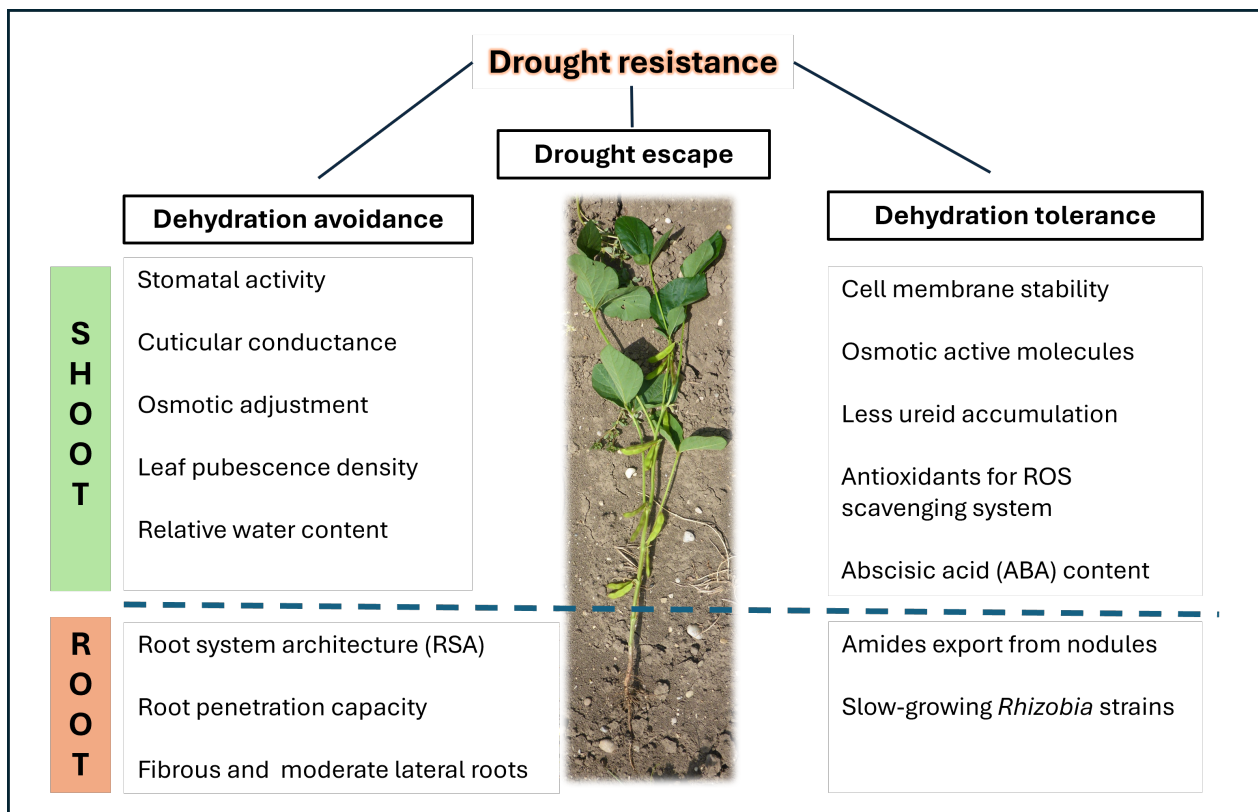 Drought resistance
Drought escape
Dehydration avoidance
Dehydration tolerance
SHOOT
Stomatal activity
Cuticular conductance
Osmotic adjustment
Leaf pubescence density
Relative water content
Cell membrane stability
Osmotic active molecules
Less ureid accumulation
Antioxidants for ROS
scavenging system
Abscisic acid (ABA) content
ROOT
Root system architecture (RSA)
Root penetration capacity
Fibrous and  moderate lateral roots
Amides export from nodules
Slow-growing Rhizobia strains